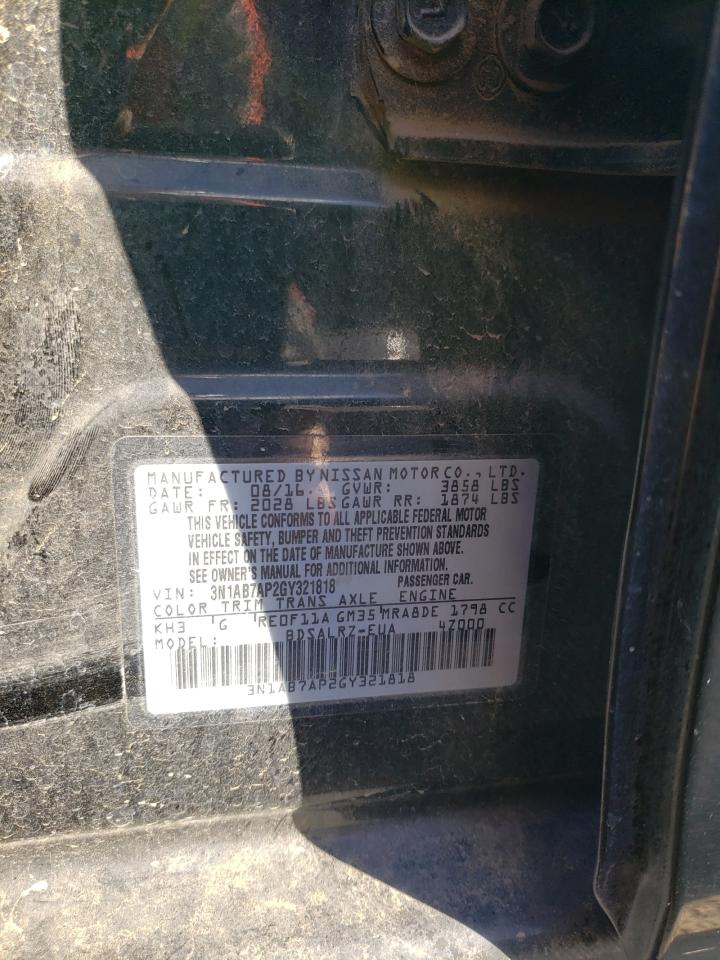 MANUFACTURED BY NISSAN MOTOR CO., LTD.
DATE: 08/16. GVWR: 3858 LBS
GAWR FR: 2028 LBS GAWR RR: 1874 LBS
THIS VEHICLE CONFORMS TO ALL APPLICABLE FEDERAL MOTOR
VEHICLE SAFETY, BUMPER AND THEFT PREVENTION STANDARDS
IN EFFECT ON THE DATE OF MANUFACTURE SHOWN ABOVE.
SEE OWNER'S MANUAL FOR ADDITIONAL INFORMATION.
VIN: 3N1AB7AP2GY321818 PASSENGER CAR.
COLOR TRIM TRANS AXLE ENGINE
KH3 G RE0F11A GM35 MRA8DE 1798 CC
MODEL: BDSALRZ-EUA 4Z000
3N1AB7AP2GY321818